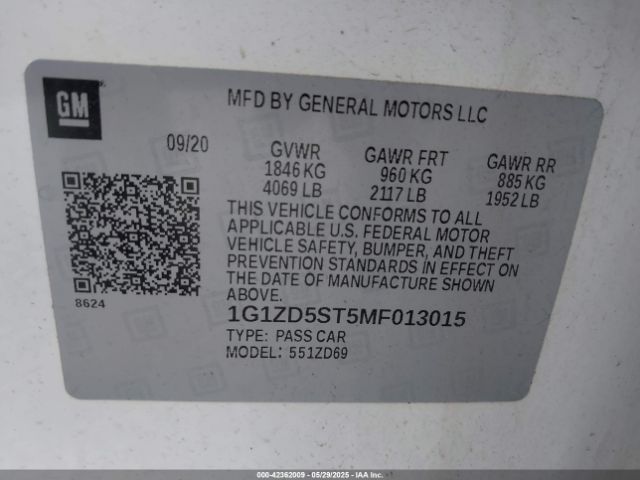 GM
MFD BY GENERAL MOTORS LLC
09/20
GVWR
1846 KG
4069 LB
GAWR FRT
960 KG
2117 LB
GAWR RR
885 KG
1952 LB
THIS VEHICLE CONFORMS TO ALL
APPLICABLE U.S. FEDERAL MOTOR
VEHICLE SAFETY, BUMPER, AND THEFT
PREVENTION STANDARDS IN EFFECT ON
THE DATE OF MANUFACTURE SHOWN
ABOVE.
8624
1G1ZD5ST5MF013015
TYPE: PASS CAR
MODEL: 551ZD69
000-42362009 - 05/29/2025 - IAAI - Copart, Inc.